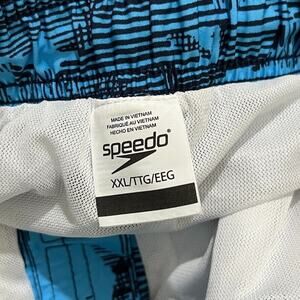 MADE IN VIETNAM
FABRIQUÉ AU VIETNAM
HECHO EN VIETNAM
speedo
XXL/TTG/EEG